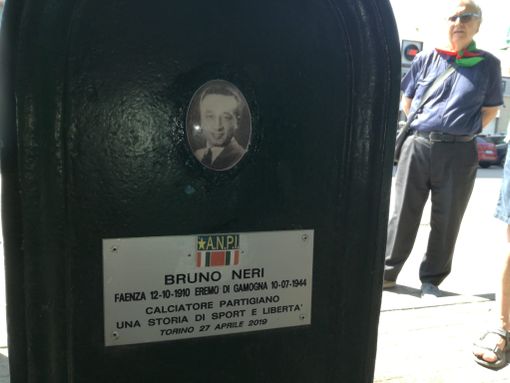 A.N.P.I.
BRUNO NERI
FAENZA 12-10-1910 EREMO DI GAMOGNA 10-07-1944
CALCIATORE PARTIGIANO
UNA STORIA DI SPORT E LIBERTA'
TORINO 27 APRILE 2019